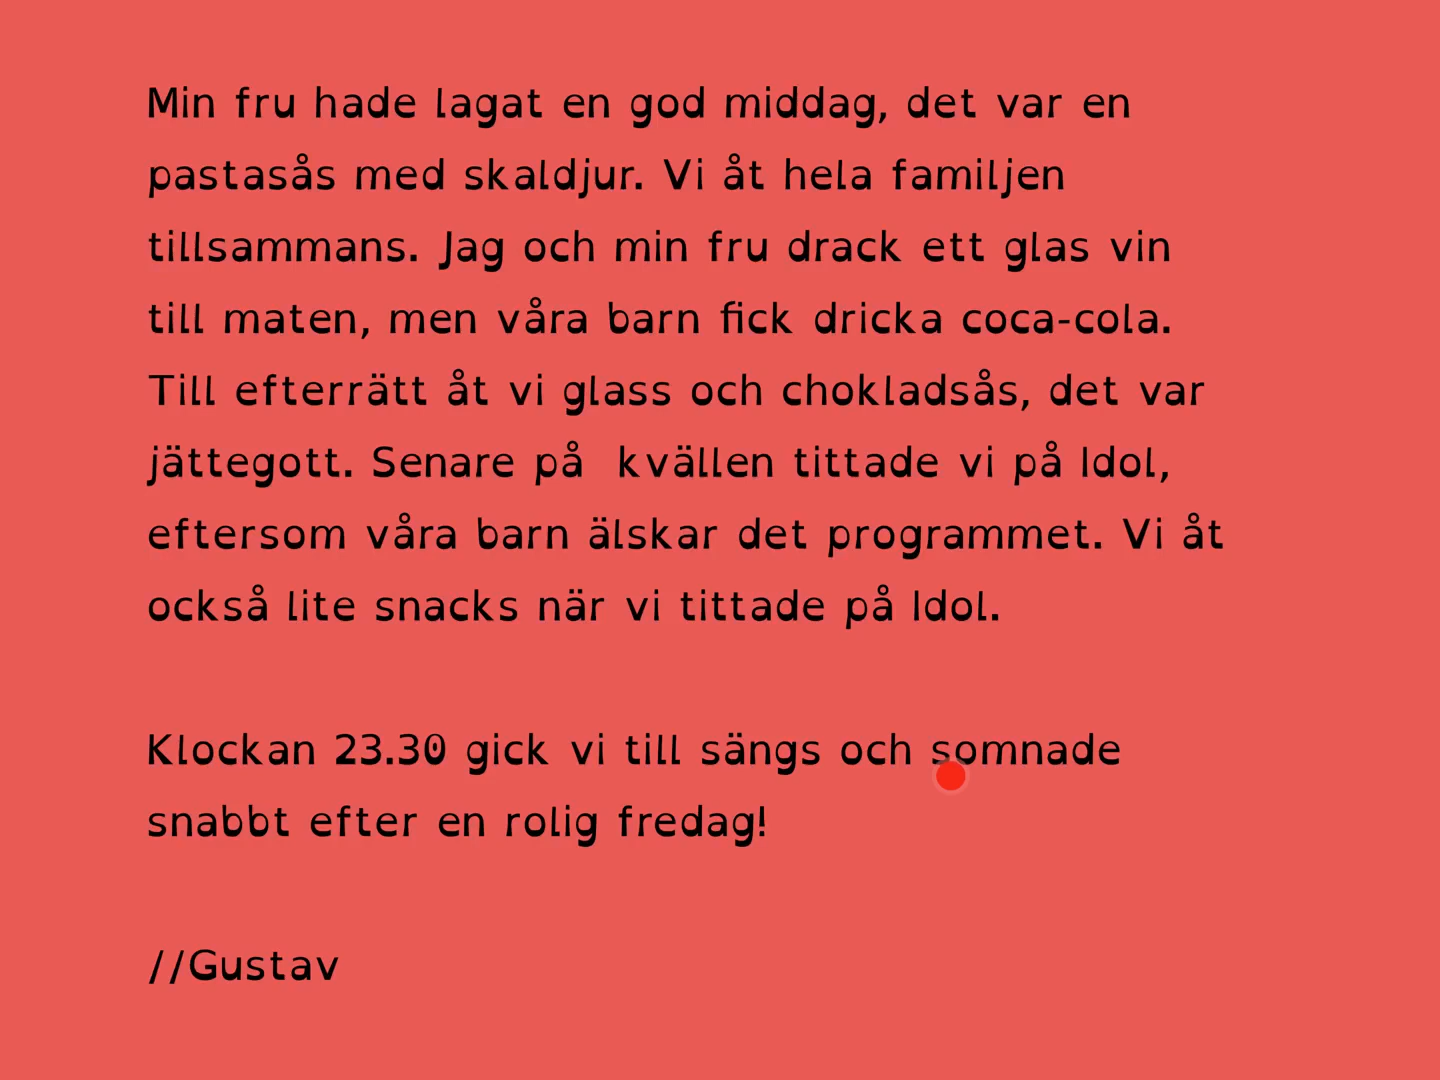 Min fru hade lagat en god middag, det var en
pastasås med skaldjur. Vi åt hela familjen
tillsammans. Jag och min fru drack ett glas vin
till maten, men våra barn fick dricka coca-cola.
Till efterrätt åt vi glass och chokladsås, det var
jättegott. Senare på  kvällen tittade vi på Idol,
eftersom våra barn älskar det programmet. Vi åt
också lite snacks när vi tittade på Idol.
Klockan 23.30 gick vi till sängs och somnade
snabbt efter en rolig fredag!
//Gustav